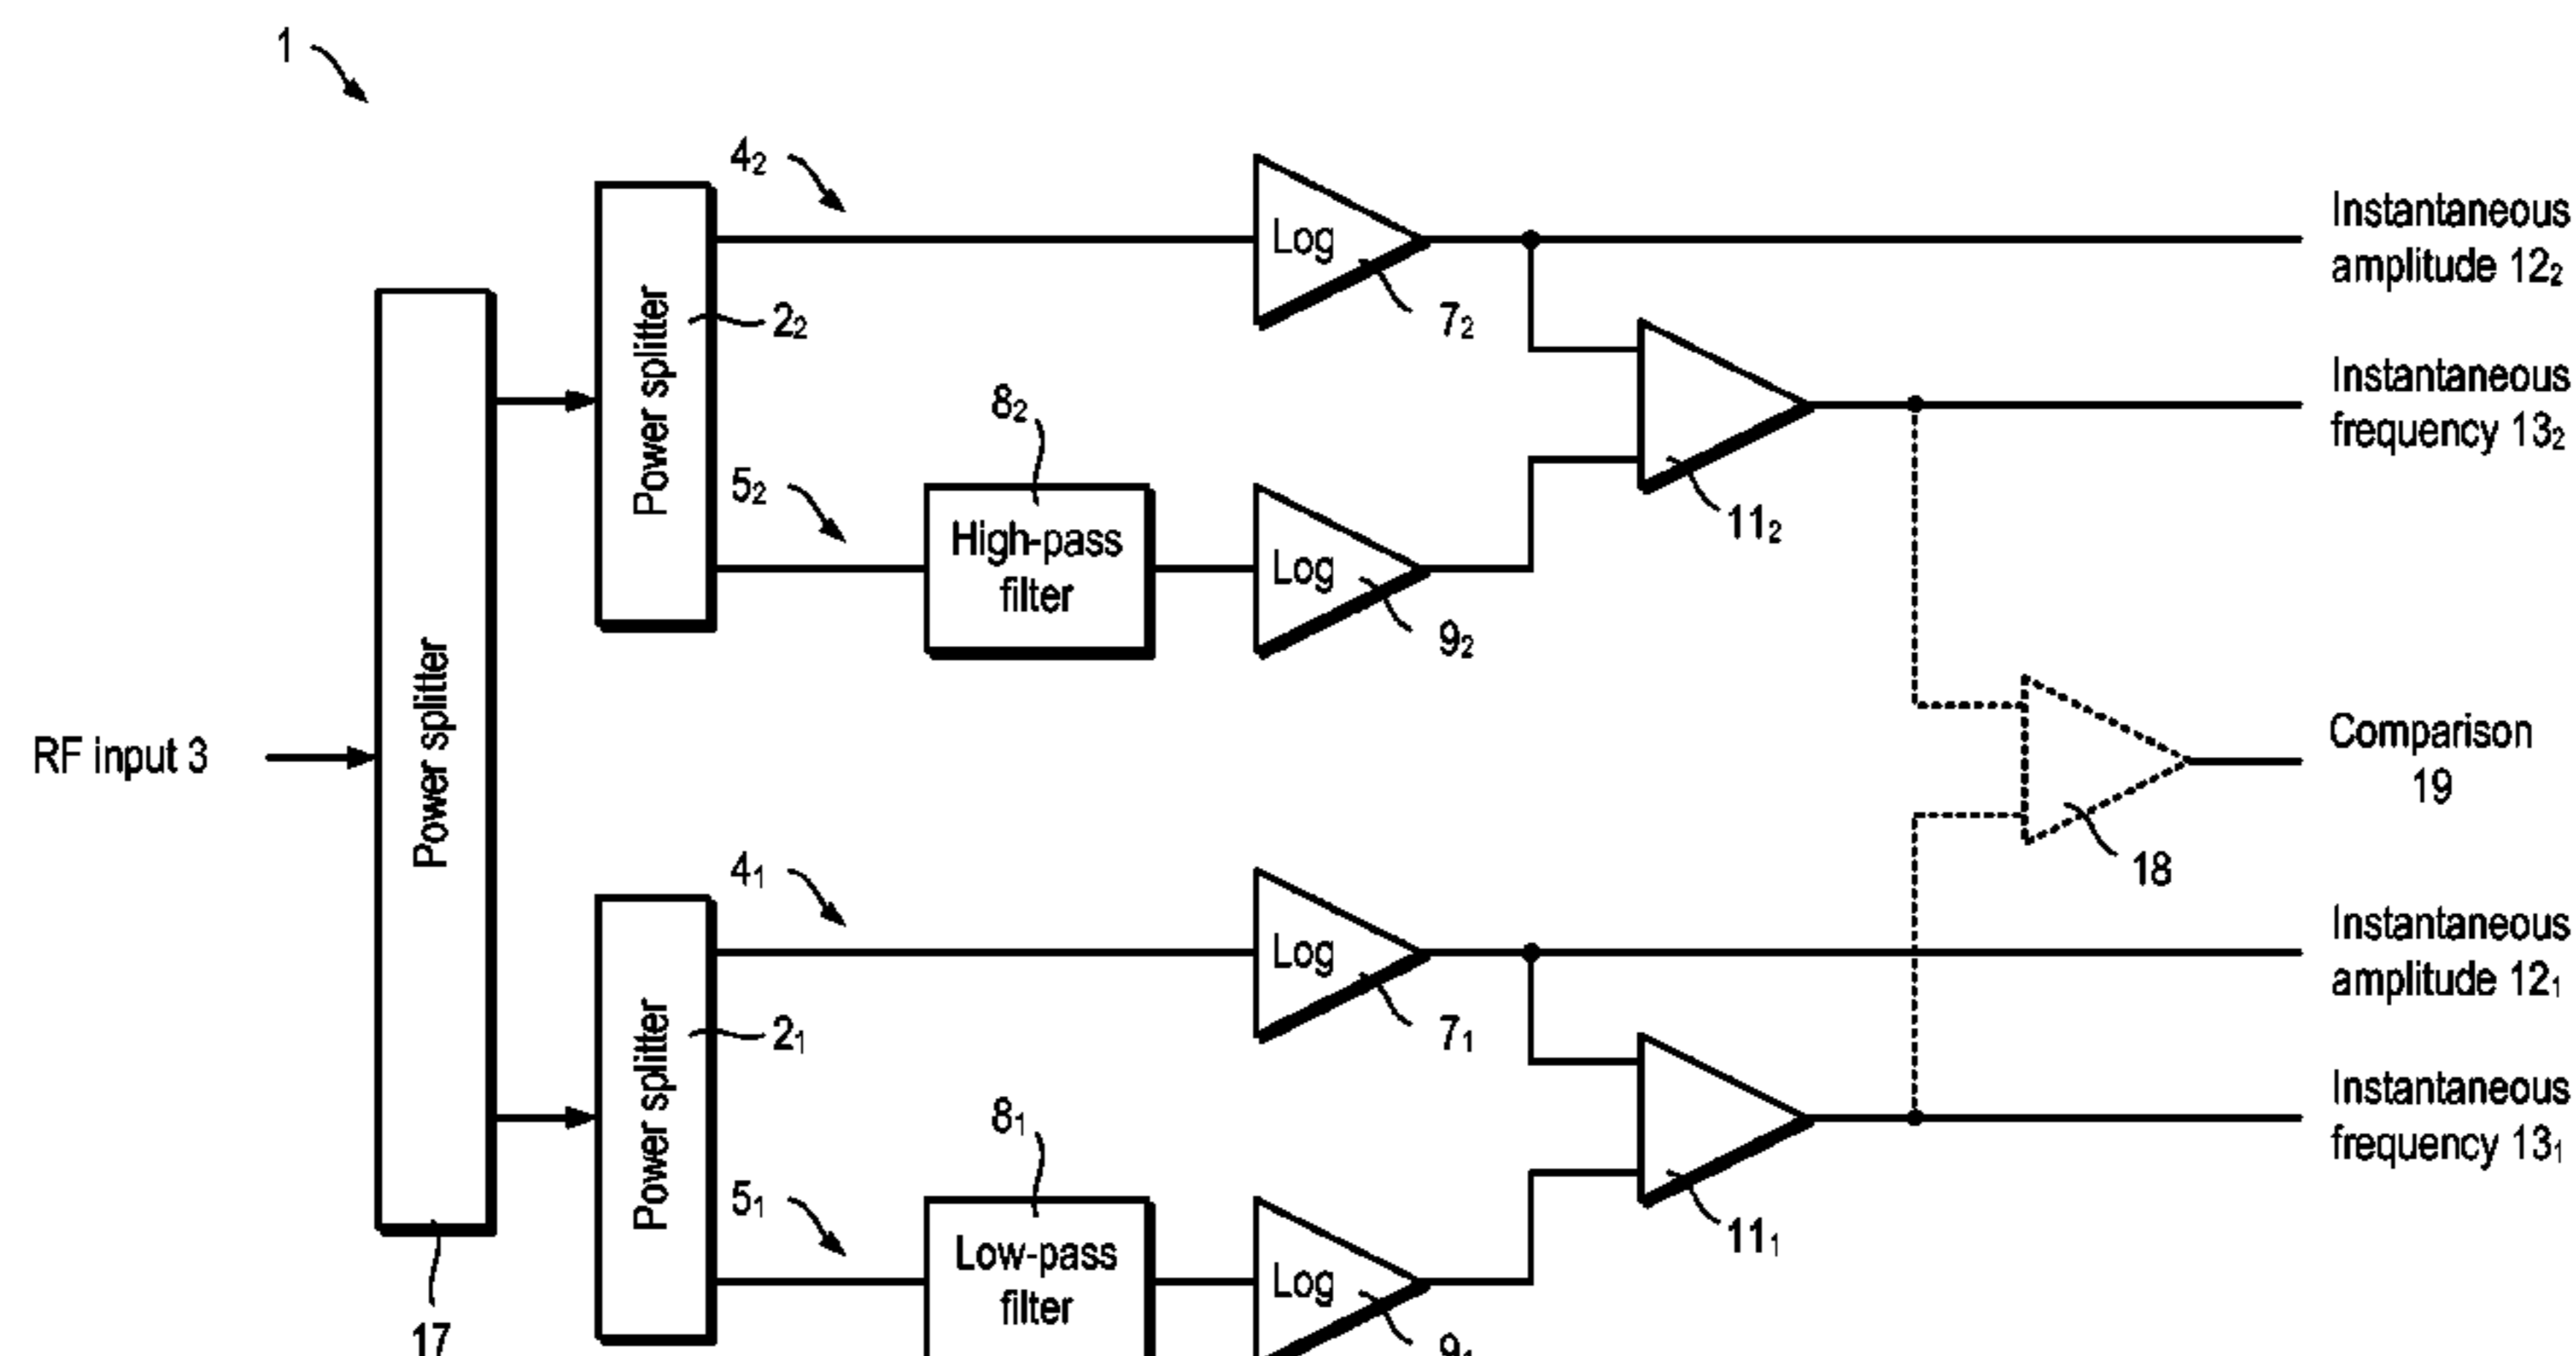 1
4₂
Log
7₂
Instantaneous
amplitude 12₂
Power splitter
2₂
Instantaneous
frequency 13₂
8₂
5₂
High-pass
filter
Log
9₂
11₂
RF input 3
Power splitter
17
Comparison
19
18
4₁
Log
7₁
Instantaneous
amplitude 12₁
Power splitter
2₁
Instantaneous
frequency 13₁
8₁
5₁
Low-pass
filter
Log
9₁
11₁